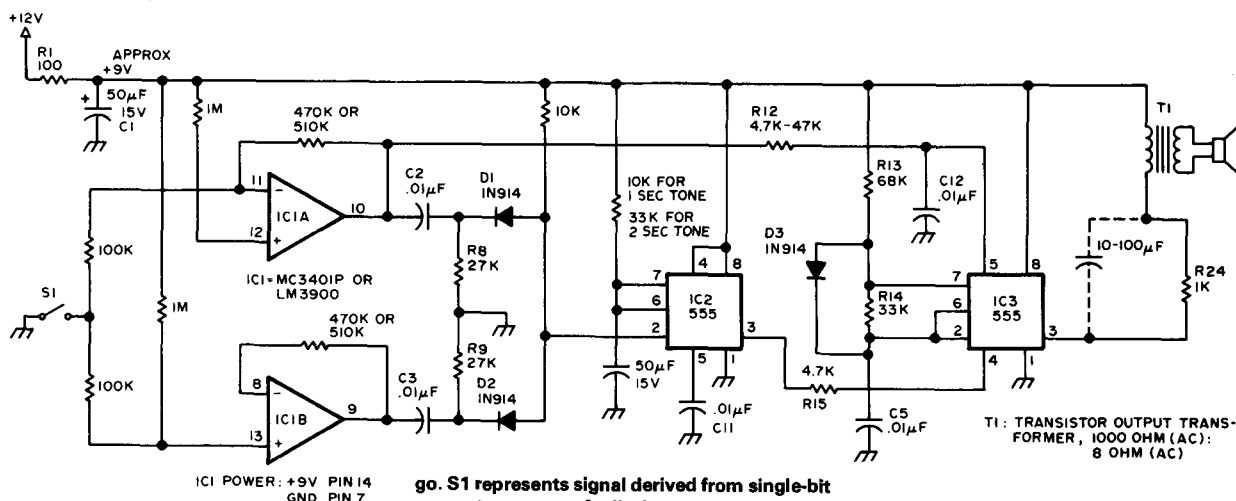 +12V
R1
100
APPROX
+9V
50µF
15V
C1
+
1M
470K OR
510K
11
−
IC1A
10
12
+
IC1 = MC3401P OR
LM3900
100K
S1
100K
1M
470K OR
510K
8
−
IC1B
9
13
+
IC1 POWER: +9V PIN 14
GND PIN 7
C2
.01µF
D1
1N914
R8
27K
R9
27K
C3
.01µF
D2
1N914
10K
10K FOR
1 SEC TONE
33K FOR
2 SEC TONE
4
8
7
6
2
IC2
555
3
5
1
50µF
15V
.01µF
C11
4.7K
R15
R12
4.7K-47K
R13
68K
C12
.01µF
D3
1N914
R14
33K
5
8
7
6
2
IC3
555
3
4
1
C5
.01µF
T1
10-100µF
R24
1K
T1: TRANSISTOR OUTPUT TRANS-
FORMER, 1000 OHM (AC):
8 OHM (AC)
go. S1 represents signal derived from single-bit